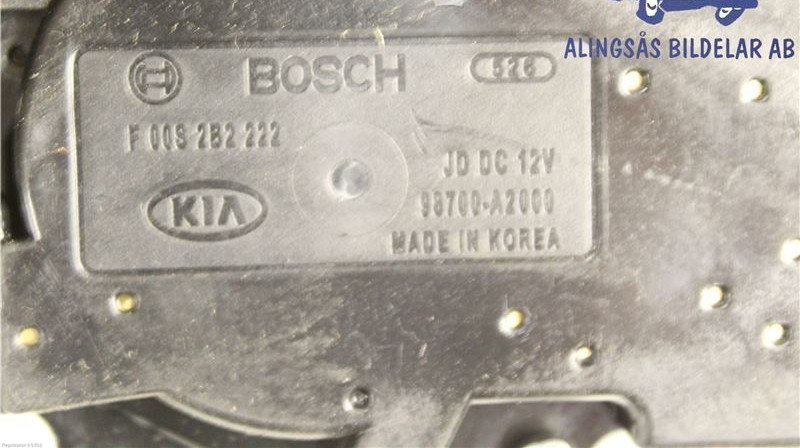 ALINGSÅS BILDELAR AB
BOSCH 526
F 00S 2B2 222
JD DC 12V
KIA
98700-A2000
MADE IN KOREA